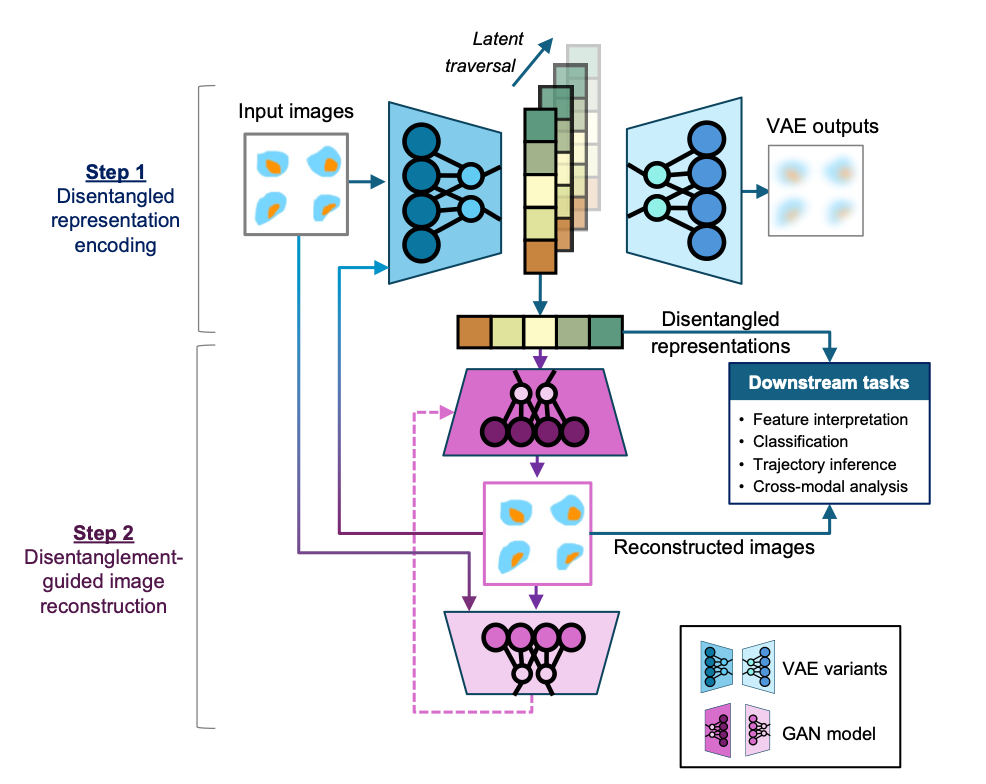 Latent
traversal
Input images
VAE outputs
Step 1
Disentangled
representation
encoding
Disentangled
representations
Downstream tasks
• Feature interpretation
• Classification
• Trajectory inference
• Cross-modal analysis
Step 2
Disentanglement-
guided image
reconstruction
Reconstructed images
VAE variants
GAN model